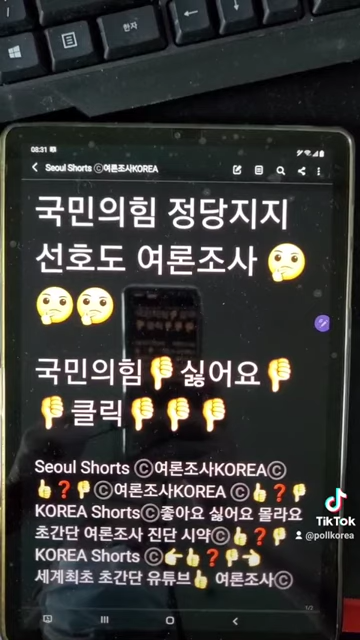 한자
08:31
Seoul Shorts ⓒ여론조사KOREA
국민의힘 정당지지
선호도 여론조사 🤔
🤔🤔
국민의힘👎싫어요👎
👎클릭👎👎👎
Seoul Shorts ⓒ여론조사KOREAⓒ
👍❓👎ⓒ여론조사KOREA ⓒ👍❓👎
KOREA Shortsⓒ좋아요 싫어요 몰라요
초간단 여론조사 진단 시약ⓒ👍❓👎
KOREA Shorts ⓒ👉👍❓👎👈
세계최초 초간단 유튜브👍 여론조사ⓒ
1/2
TikTok
@pollkorea